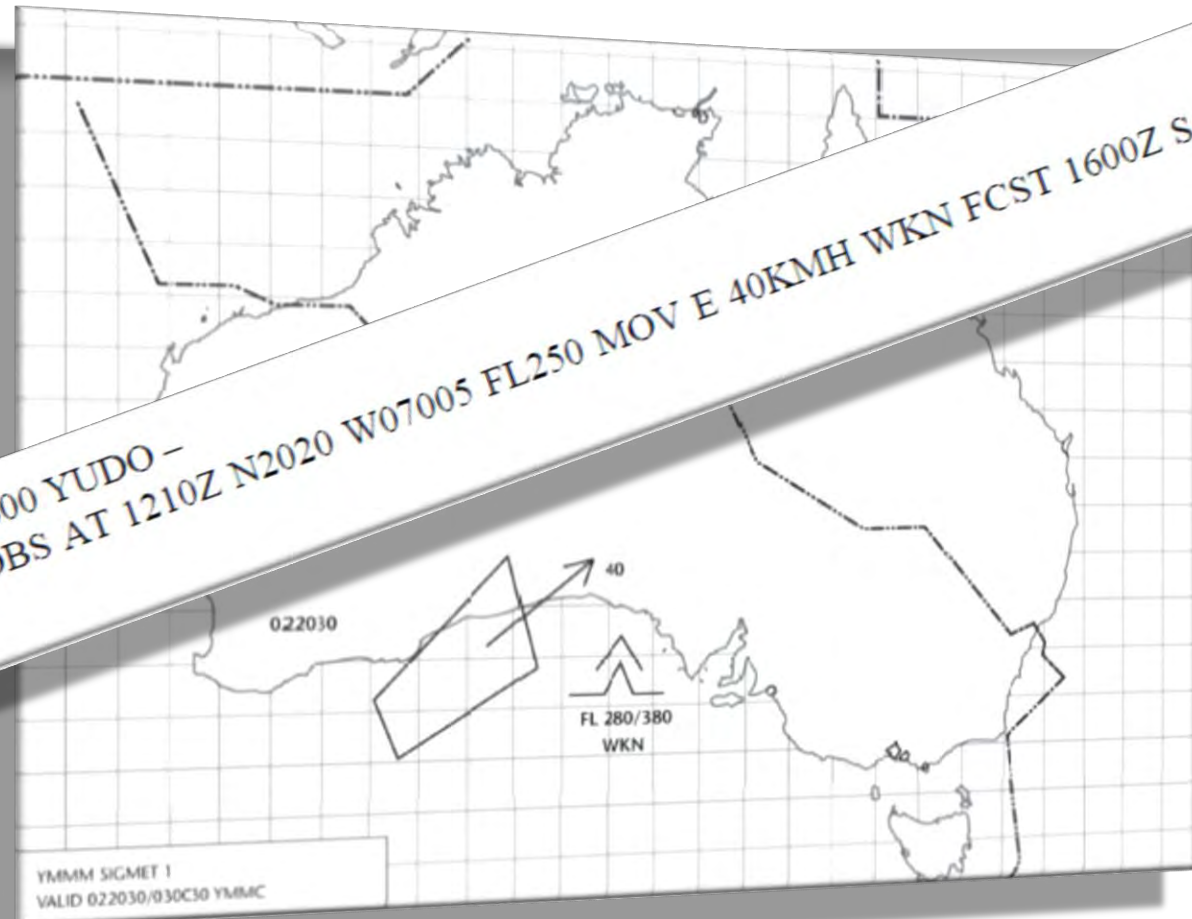 00 YUDO –
OBS AT 1210Z N2020 W07005 FL250 MOV E 40KMH WKN FCST 1600Z S
40
022030
FL 280/380
WKN
YMMM SIGMET 1
VALID 022030/030C30 YMMC